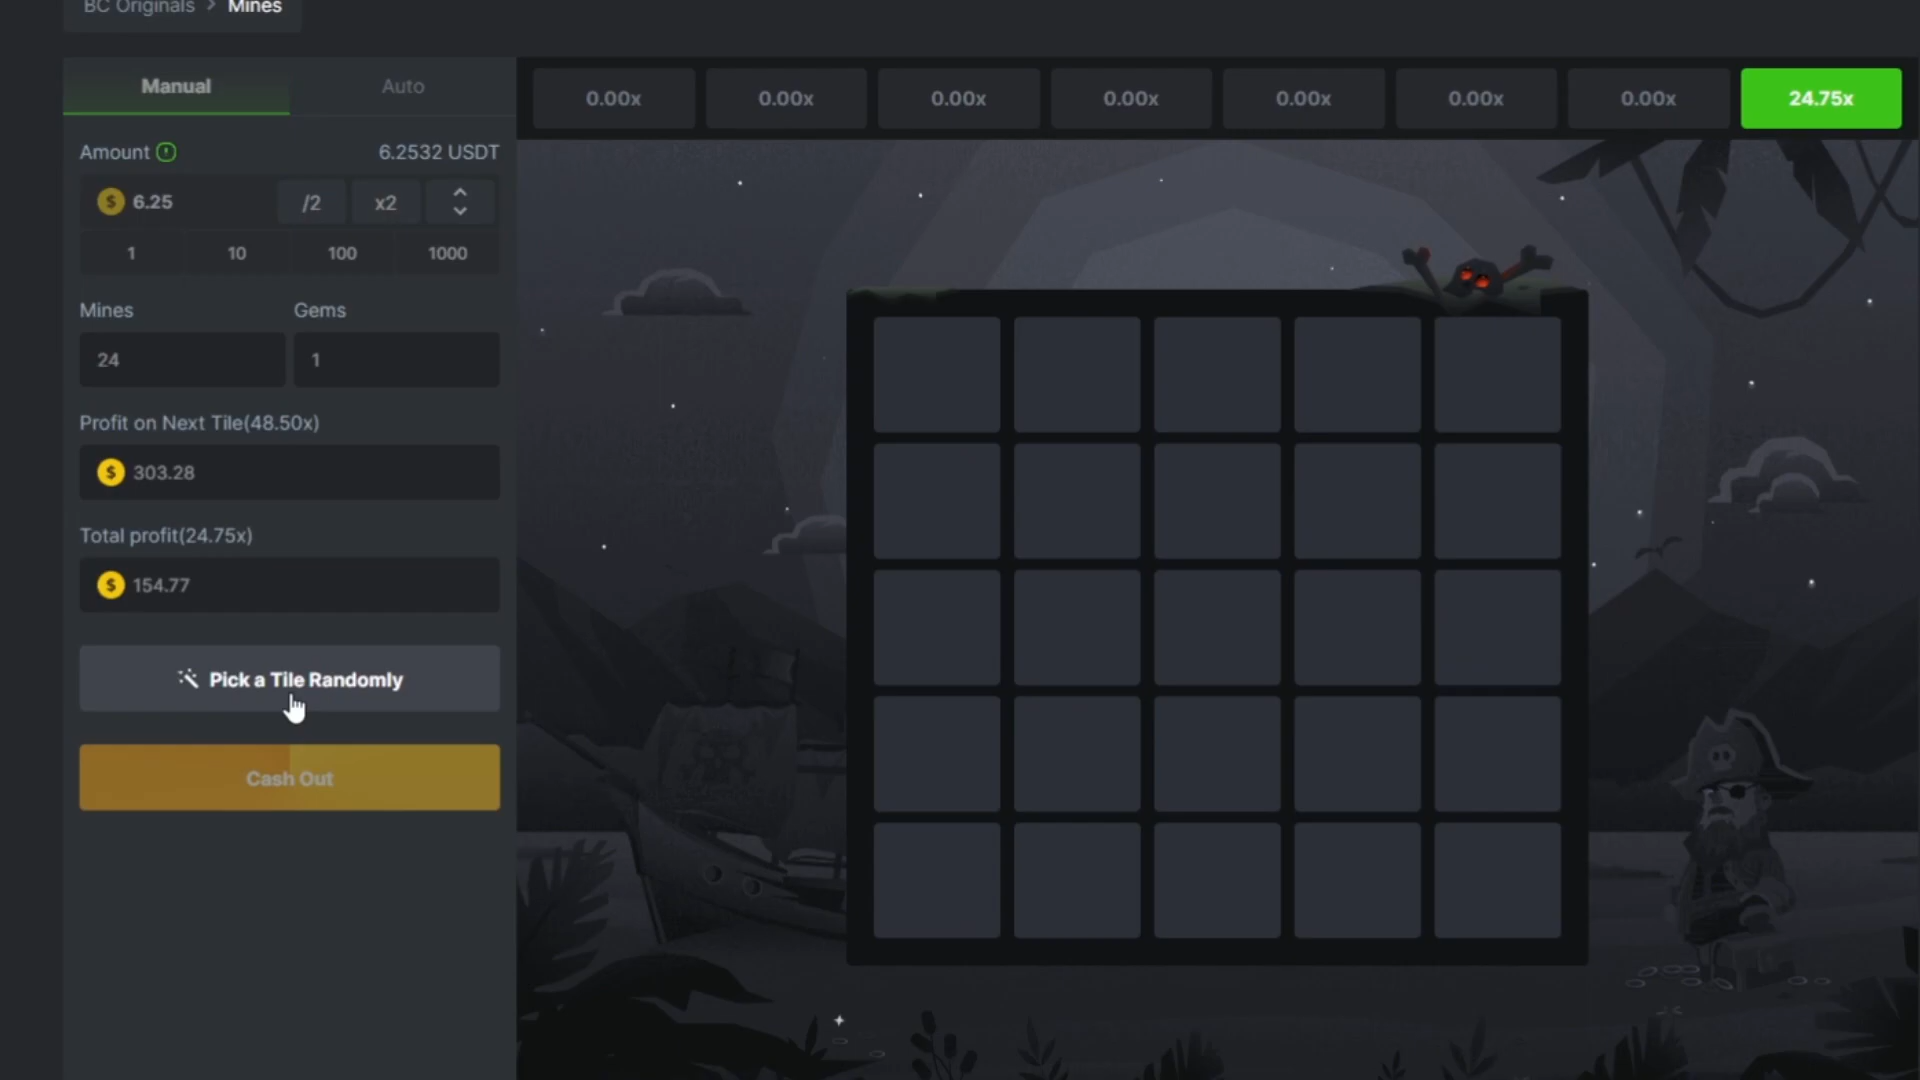 BC Originals > Mines
Manual
Auto
0.00x
0.00x
0.00x
0.00x
0.00x
0.00x
0.00x
24.75x
Amount
6.2532 USDT
$ 6.25
/2
x2
1
10
100
1000
Mines
Gems
24
1
Profit on Next Tile(48.50x)
$ 303.28
Total profit(24.75x)
$ 154.77
Pick a Tile Randomly
Cash Out